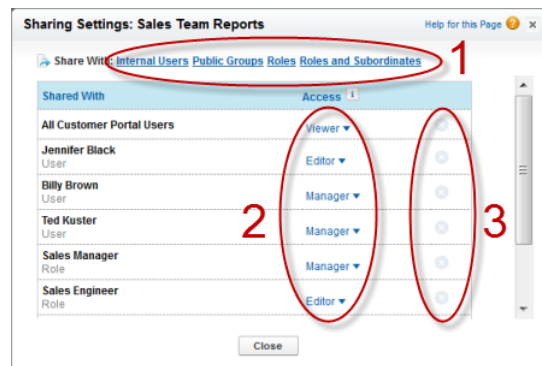 Sharing Settings: Sales Team Reports
Help for this Page ? x
1
Share With: Internal Users Public Groups Roles Roles and Subordinates
Shared With Access i
All Customer Portal Users Viewer
Jennifer Black
User
Editor
Billy Brown
User
Manager
Ted Kuster
User
Manager
2
3
Sales Manager
Role
Manager
Sales Engineer
Role
Editor
Close